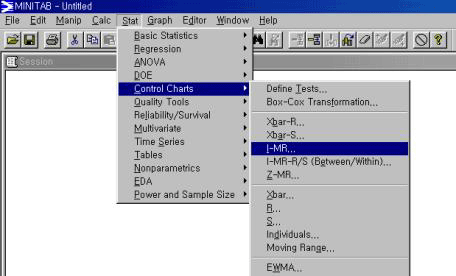 MINITAB - Untitled
File Edit Manip Calc Stat Graph Editor Window Help
Session
Basic Statistics
Regression
ANOVA
DOE
Control Charts
Quality Tools
Reliability/Survival
Multivariate
Time Series
Tables
Nonparametrics
EDA
Power and Sample Size
Define Tests...
Box-Cox Transformation...
Xbar-R...
Xbar-S...
I-MR...
I-MR-R/S (Between/Within)...
Z-MR...
Xbar...
R...
S...
Individuals...
Moving Range...
EWMA...